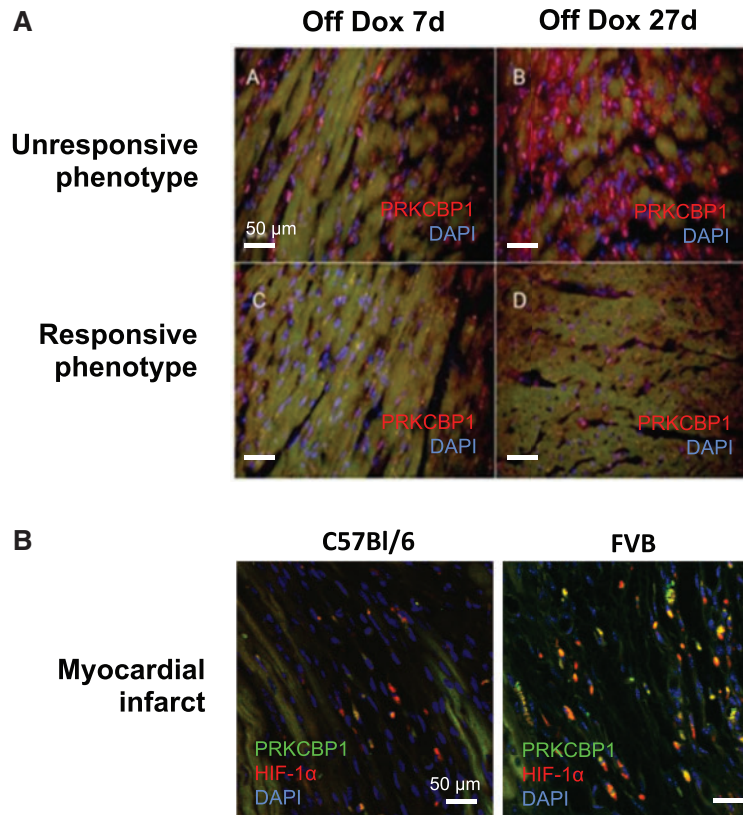 A
Off Dox 7d
Off Dox 27d
Unresponsive
phenotype
A
PRKCBP1
DAPI
50 µm
B
PRKCBP1
DAPI
Responsive
phenotype
C
PRKCBP1
DAPI
D
PRKCBP1
DAPI
B
C57Bl/6
FVB
Myocardial
infarct
PRKCBP1
HIF-1α
DAPI
50 µm
PRKCBP1
HIF-1α
DAPI